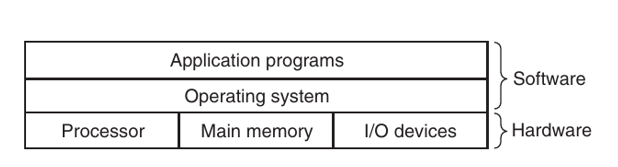 Application programs
Software
Operating system
Processor Main memory I/O devices Hardware